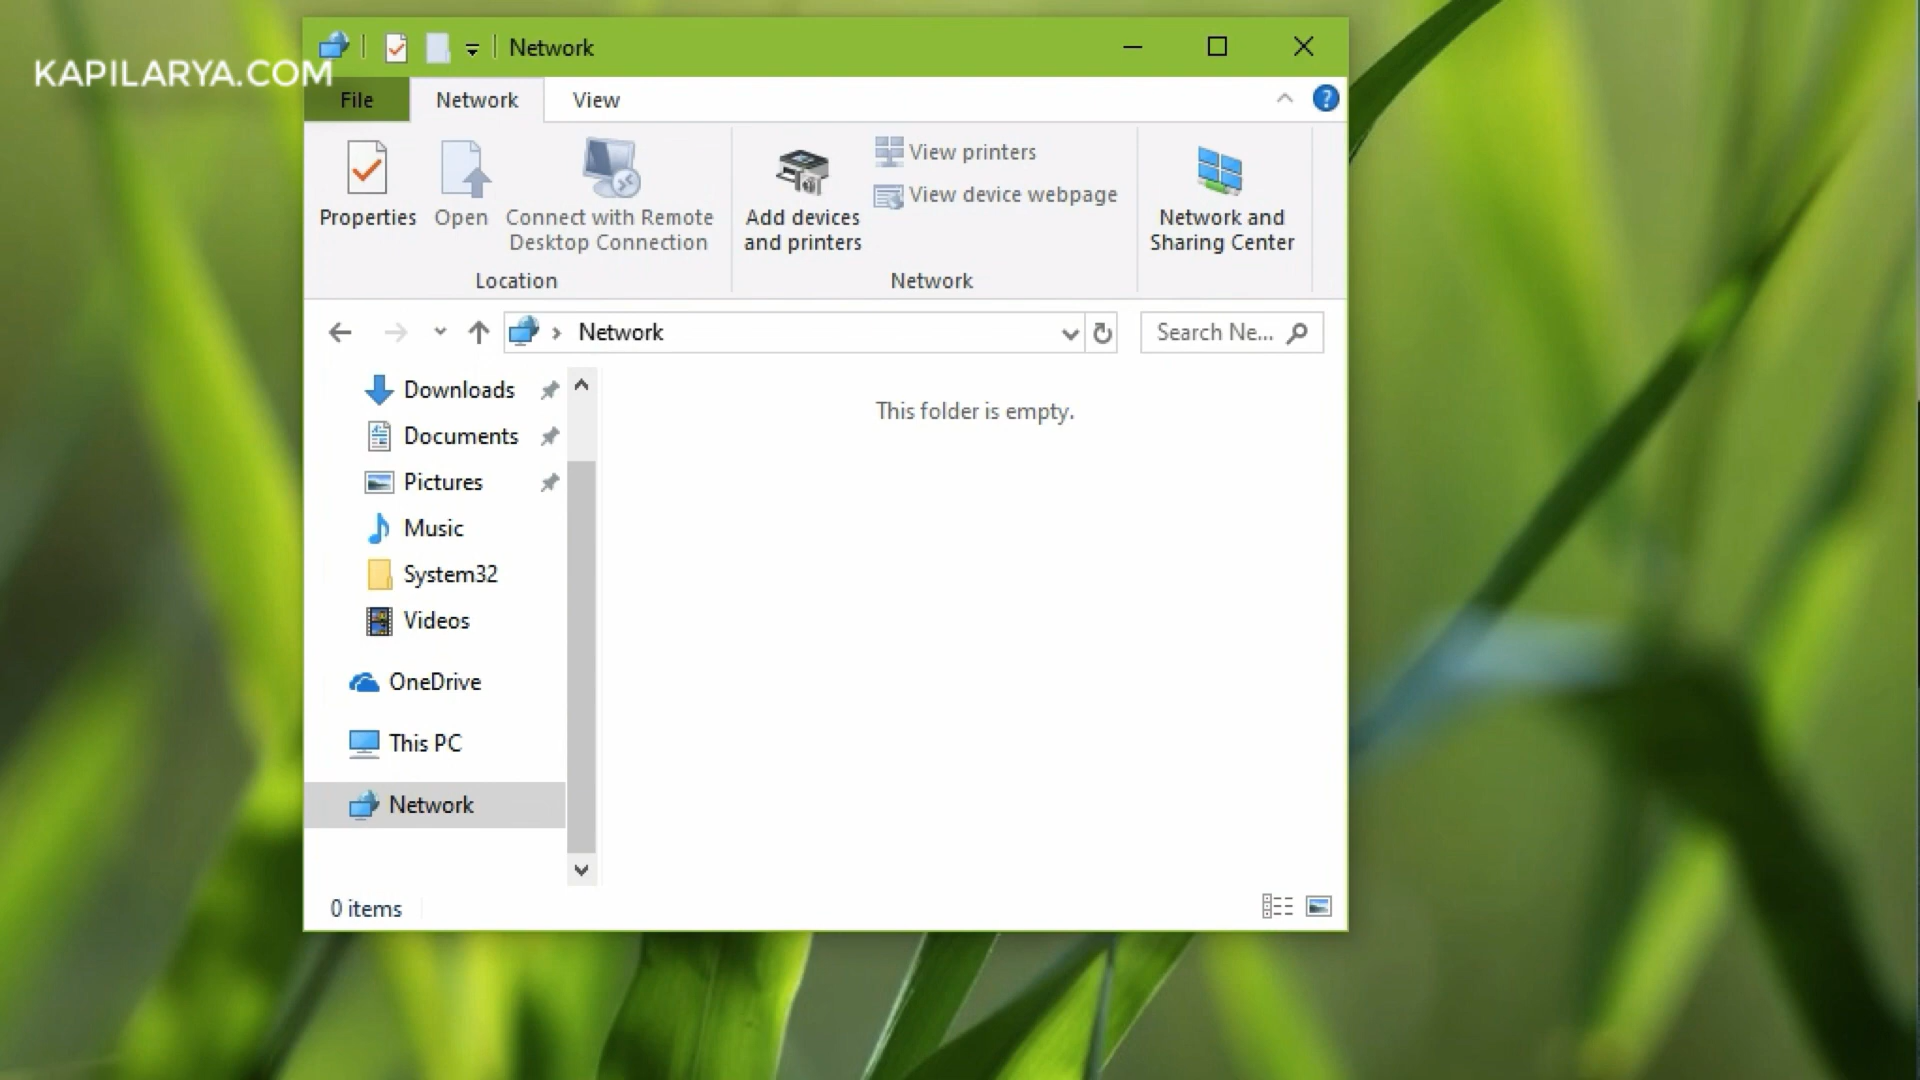 KAPILARYA.COM
Network
File
Network
View
?
Properties
Open
Connect with Remote
Desktop Connection
Location
Add devices
and printers
View printers
View device webpage
Network
Network and
Sharing Center
Network
Search Ne...
Downloads
Documents
Pictures
Music
System32
Videos
OneDrive
This PC
Network
This folder is empty.
0 items